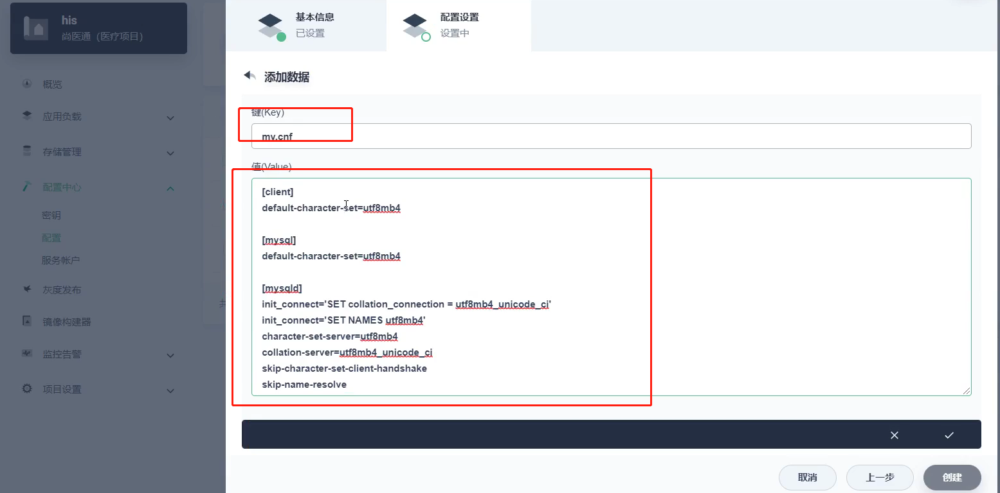 his
尚医通（医疗项目）
概览
应用负载
存储管理
配置中心
密钥
配置
服务帐户
灰度发布
镜像构建器
监控告警
项目设置
基本信息
已设置
配置设置
设置中
添加数据
键(Key)
my.cnf
值(Value)
[client]
default-character-set=utf8mb4
[mysql]
default-character-set=utf8mb4
[mysqld]
init_connect='SET collation_connection = utf8mb4_unicode_ci'
init_connect='SET NAMES utf8mb4'
character-set-server=utf8mb4
collation-server=utf8mb4_unicode_ci
skip-character-set-client-handshake
skip-name-resolve
取消
上一步
创建